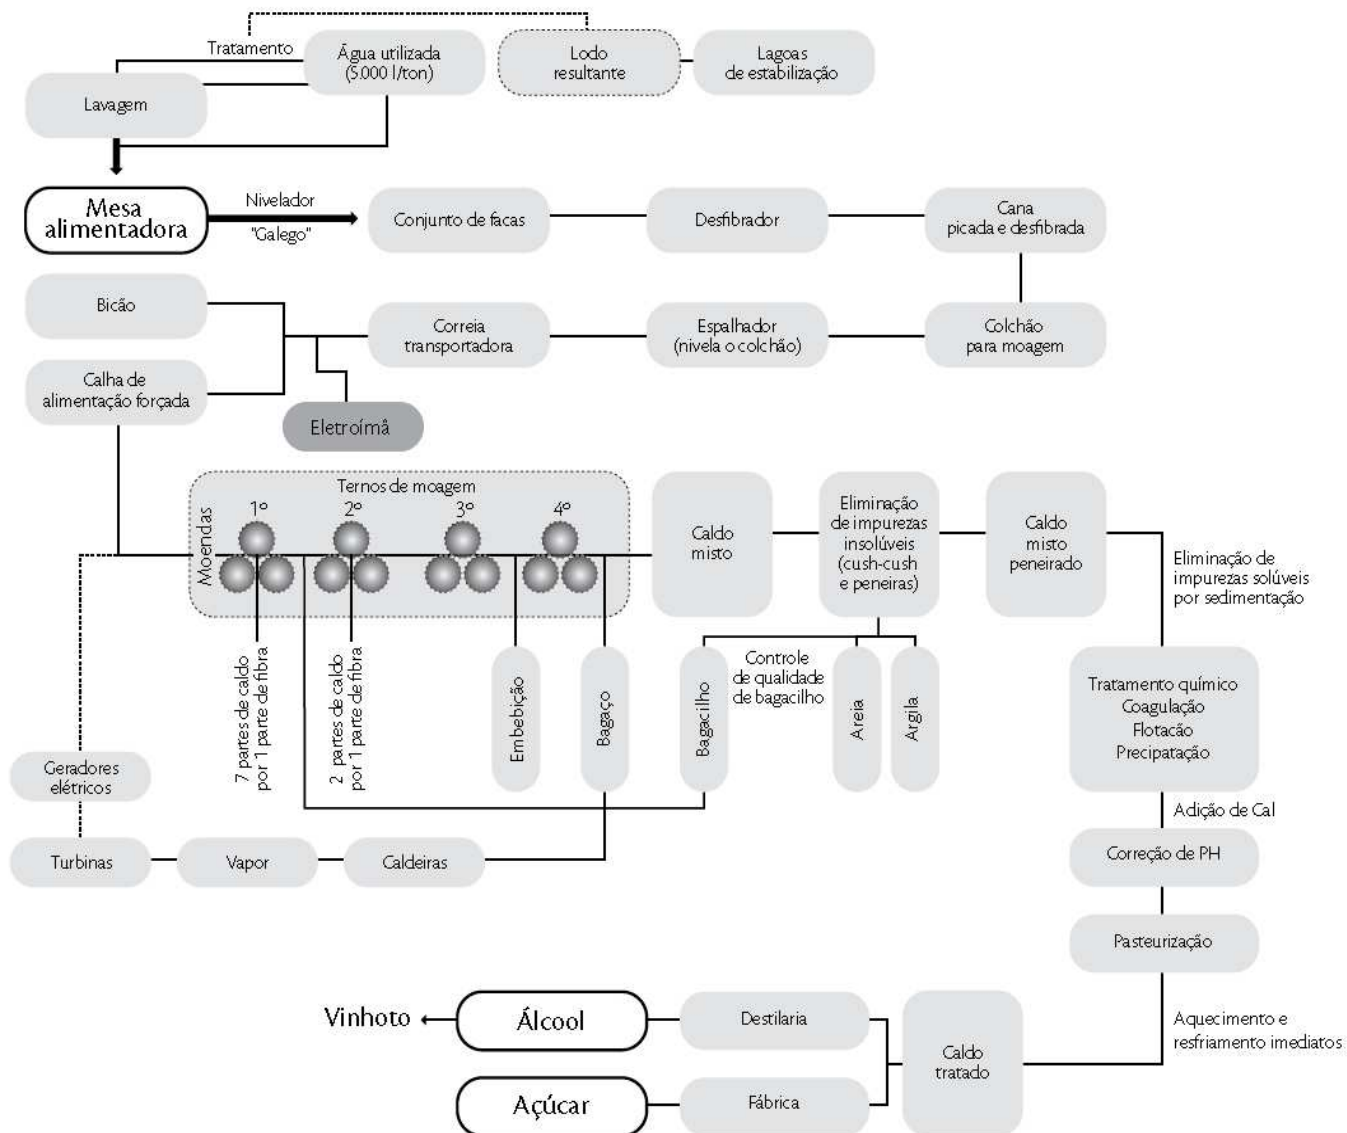 Tratamento
Água utilizada
(5.000 l/ton)
Lodo
resultante
Lagoas
de estabilização
Lavagem
Mesa
alimentadora
Nivelador
"Galego"
Conjunto de facas
Desfibrador
Cana
picada e desfibrada
Bicão
Correia
transportadora
Espalhador
(nivela o colchão)
Colchão
para moagem
Calha de
alimentação forçada
Eletroímã
Ternos de moagem
Moendas
1º
2º
3º
4º
Caldo
misto
Eliminação
de impurezas
insolúveis
(cush-cush
e peneiras)
Caldo
misto
peneirado
Eliminação de
impurezas solúveis
por sedimentação
7 partes de caldo
por 1 parte de fibra
2 partes de caldo
por 1 parte de fibra
Embebição
Bagaço
Bagacilho
Controle
de qualidade
de bagacilho
Areia
Argila
Tratamento químico
Coagulação
Flotacão
Precipatação
Geradores
elétricos
Adição de Cal
Turbinas
Vapor
Caldeiras
Correção de PH
Pasteurização
Vinhoto
Álcool
Destilaria
Caldo
tratado
Aquecimento e
resfriamento imediatos
Açúcar
Fábrica